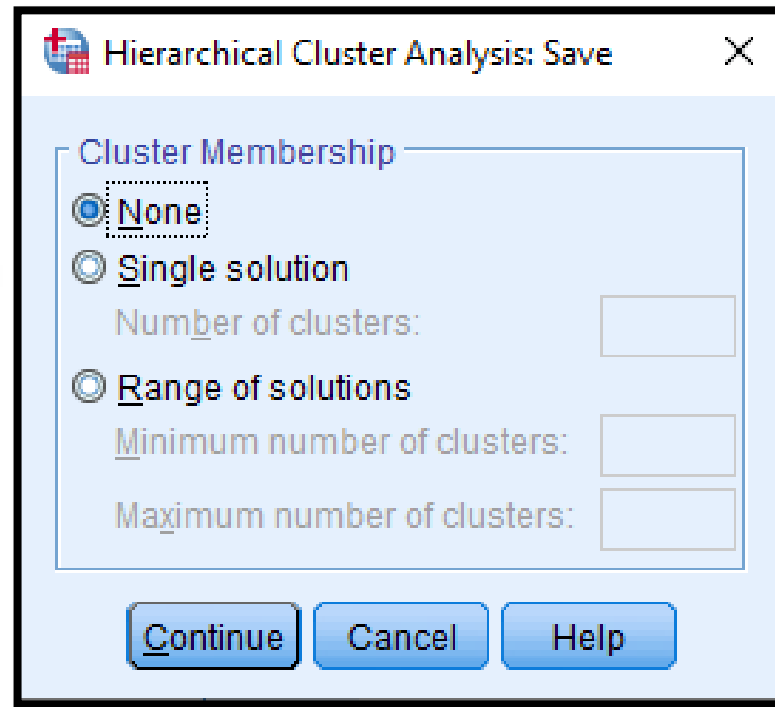 Hierarchical Cluster Analysis: Save
Cluster Membership
None
Single solution
Number of clusters:
Range of solutions
Minimum number of clusters:
Maximum number of clusters:
Continue Cancel Help